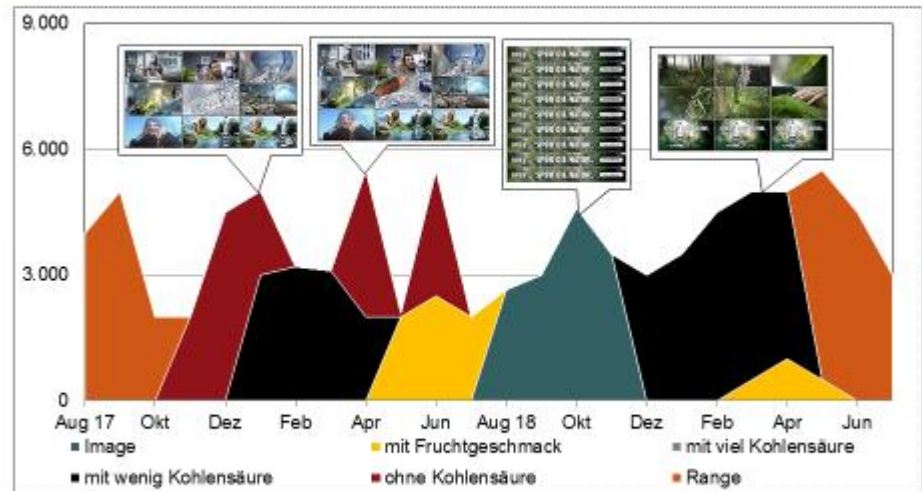 9.000
6.000
3.000
0
Aug 17 Okt Dez Feb Apr Jun Aug 18 Okt Dez Feb Apr Jun
Image mit Fruchtgeschmack mit viel Kohlensäure
mit wenig Kohlensäure ohne Kohlensäure Range